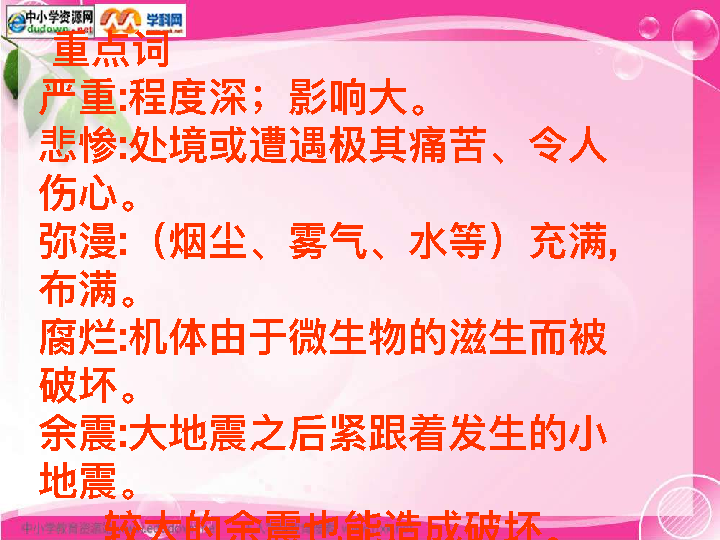 中小学资源网
dudown.net
学科网
重点词
严重:程度深；影响大。
悲惨:处境或遭遇极其痛苦、令人
伤心。
弥漫:（烟尘、雾气、水等）充满,
布满。
腐烂:机体由于微生物的滋生而被
破坏。
余震:大地震之后紧跟着发生的小
地震。
较大的余震也能造成破坏。
中小学教育资源